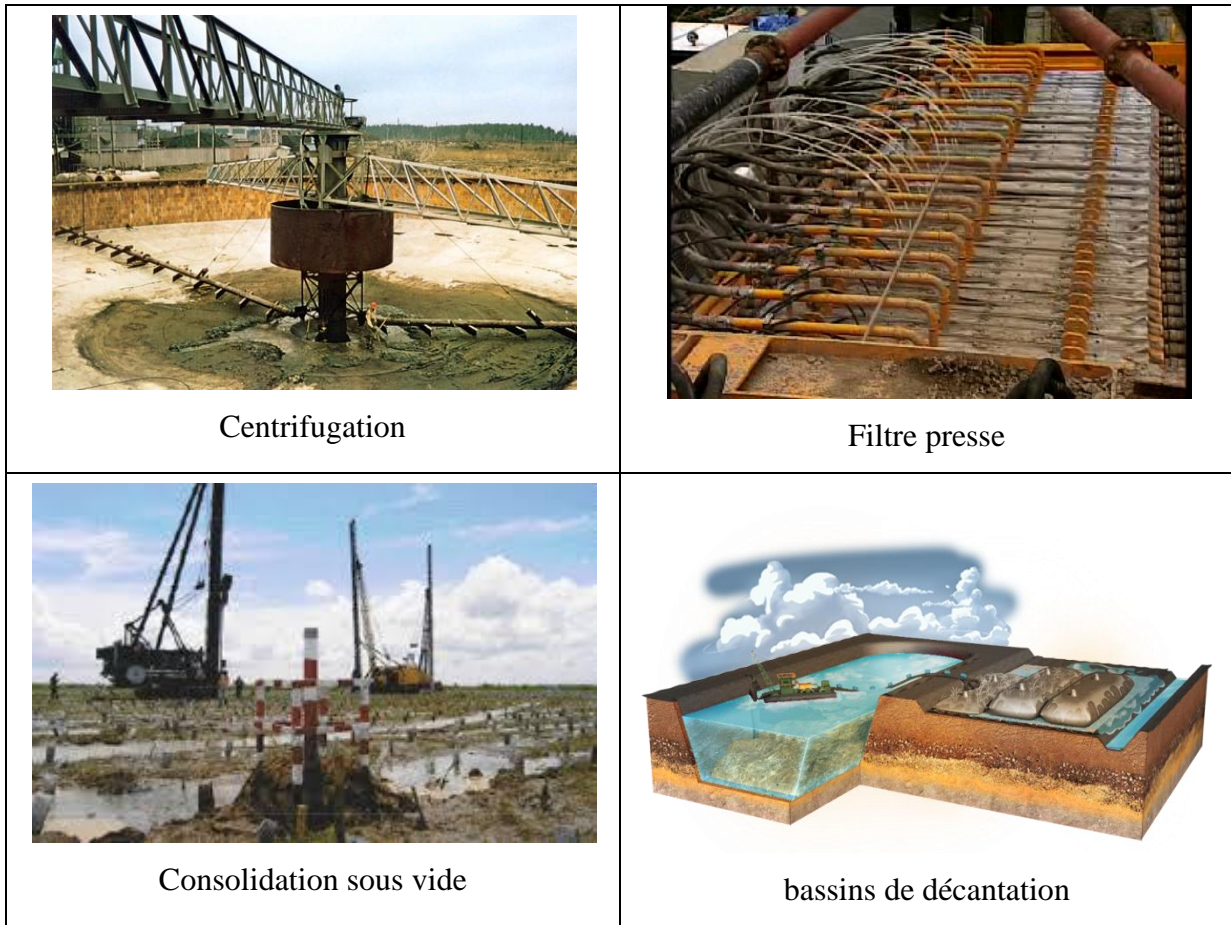 Centrifugation
Filtre presse
Consolidation sous vide
bassins de décantation